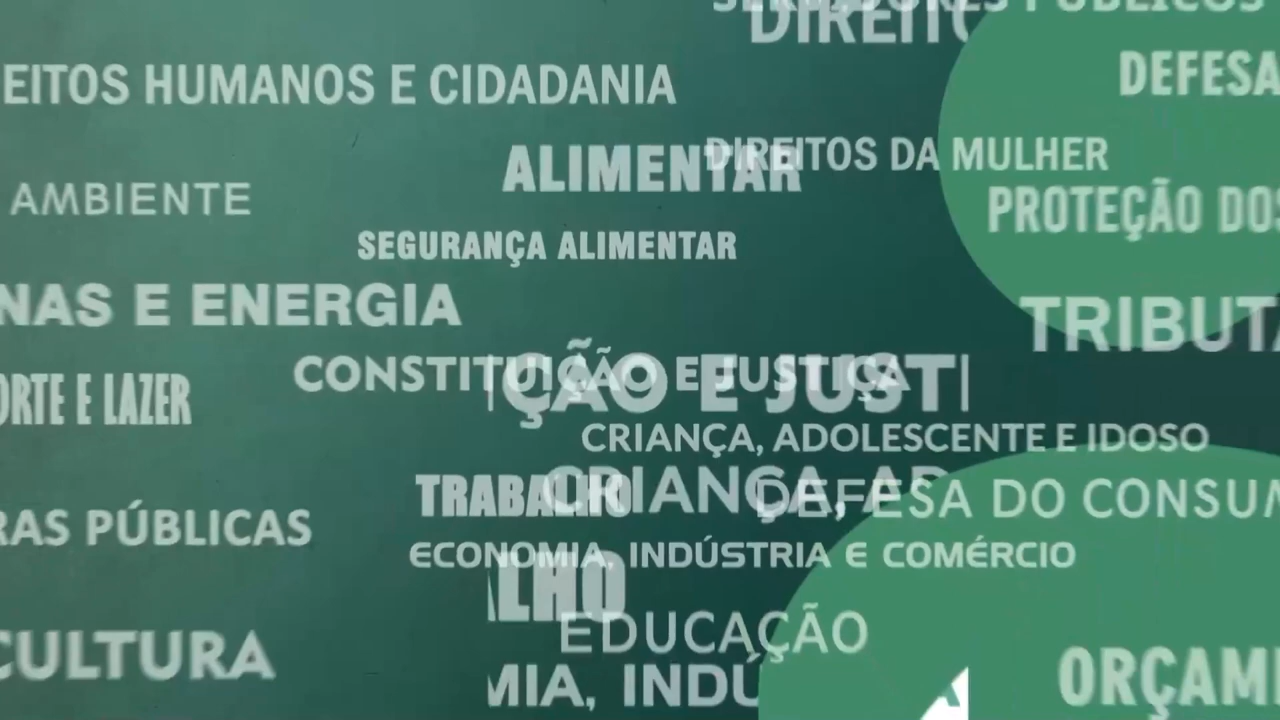 SERVIDORES PÚBLICOS
DIREITO
EITOS HUMANOS E CIDADANIA
DEFESA
ALIMENTAR
DIREITOS DA MULHER
AMBIENTE
PROTEÇÃO DOS
SEGURANÇA ALIMENTAR
NAS E ENERGIA
TRIBUTA
CONSTITUIÇÃO E JUSTIÇA
ÇÃO E JUST
ORTE E LAZER
CRIANÇA, ADOLESCENTE E IDOSO
TRABALHO
CRIANÇA, AD
DEFESA DO CONSUM
RAS PÚBLICAS
ECONOMIA, INDÚSTRIA E COMÉRCIO
LHO
EDUCAÇÃO
CULTURA
MIA, INDÚ
ORÇAME